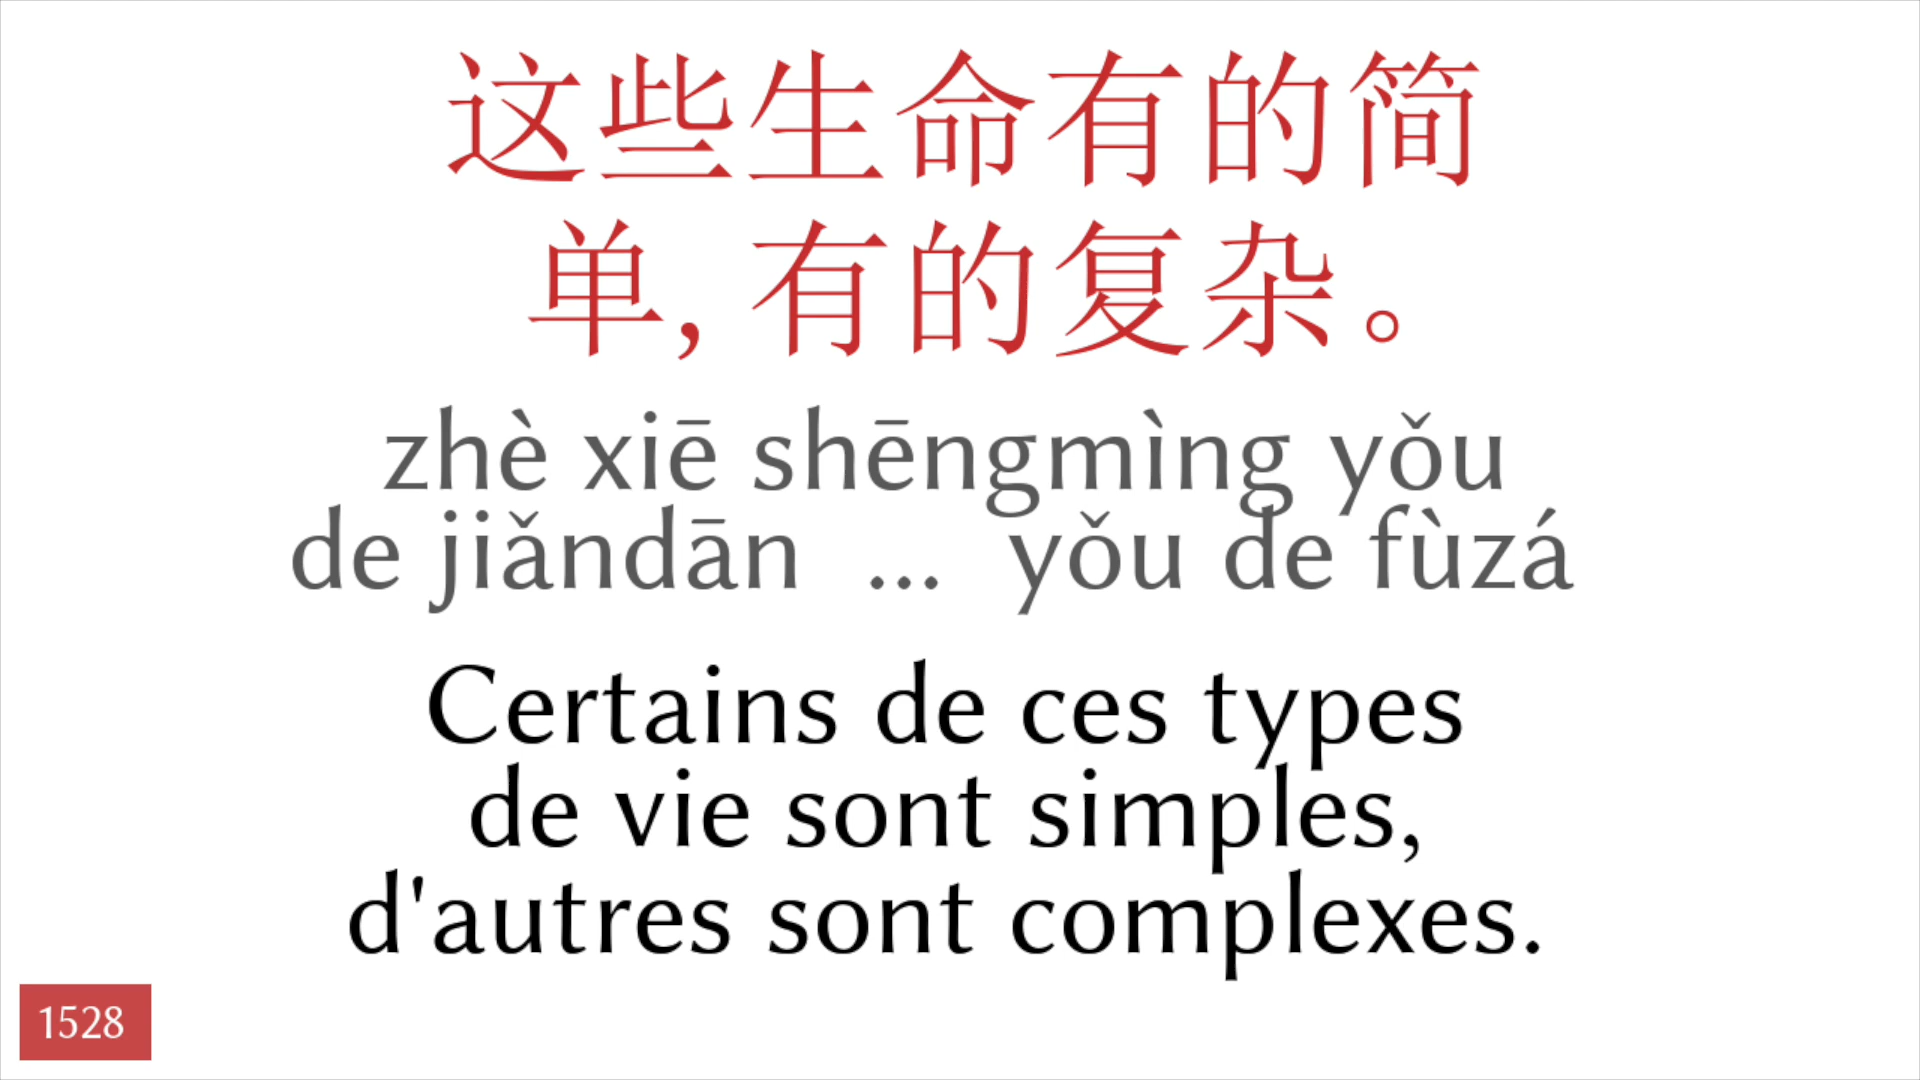 这些生命有的简
单, 有的复杂。
zhè xiē shēngmìng yǒu
de jiǎndān ... yǒu de fùzá
Certains de ces types
de vie sont simples,
d'autres sont complexes.
1528